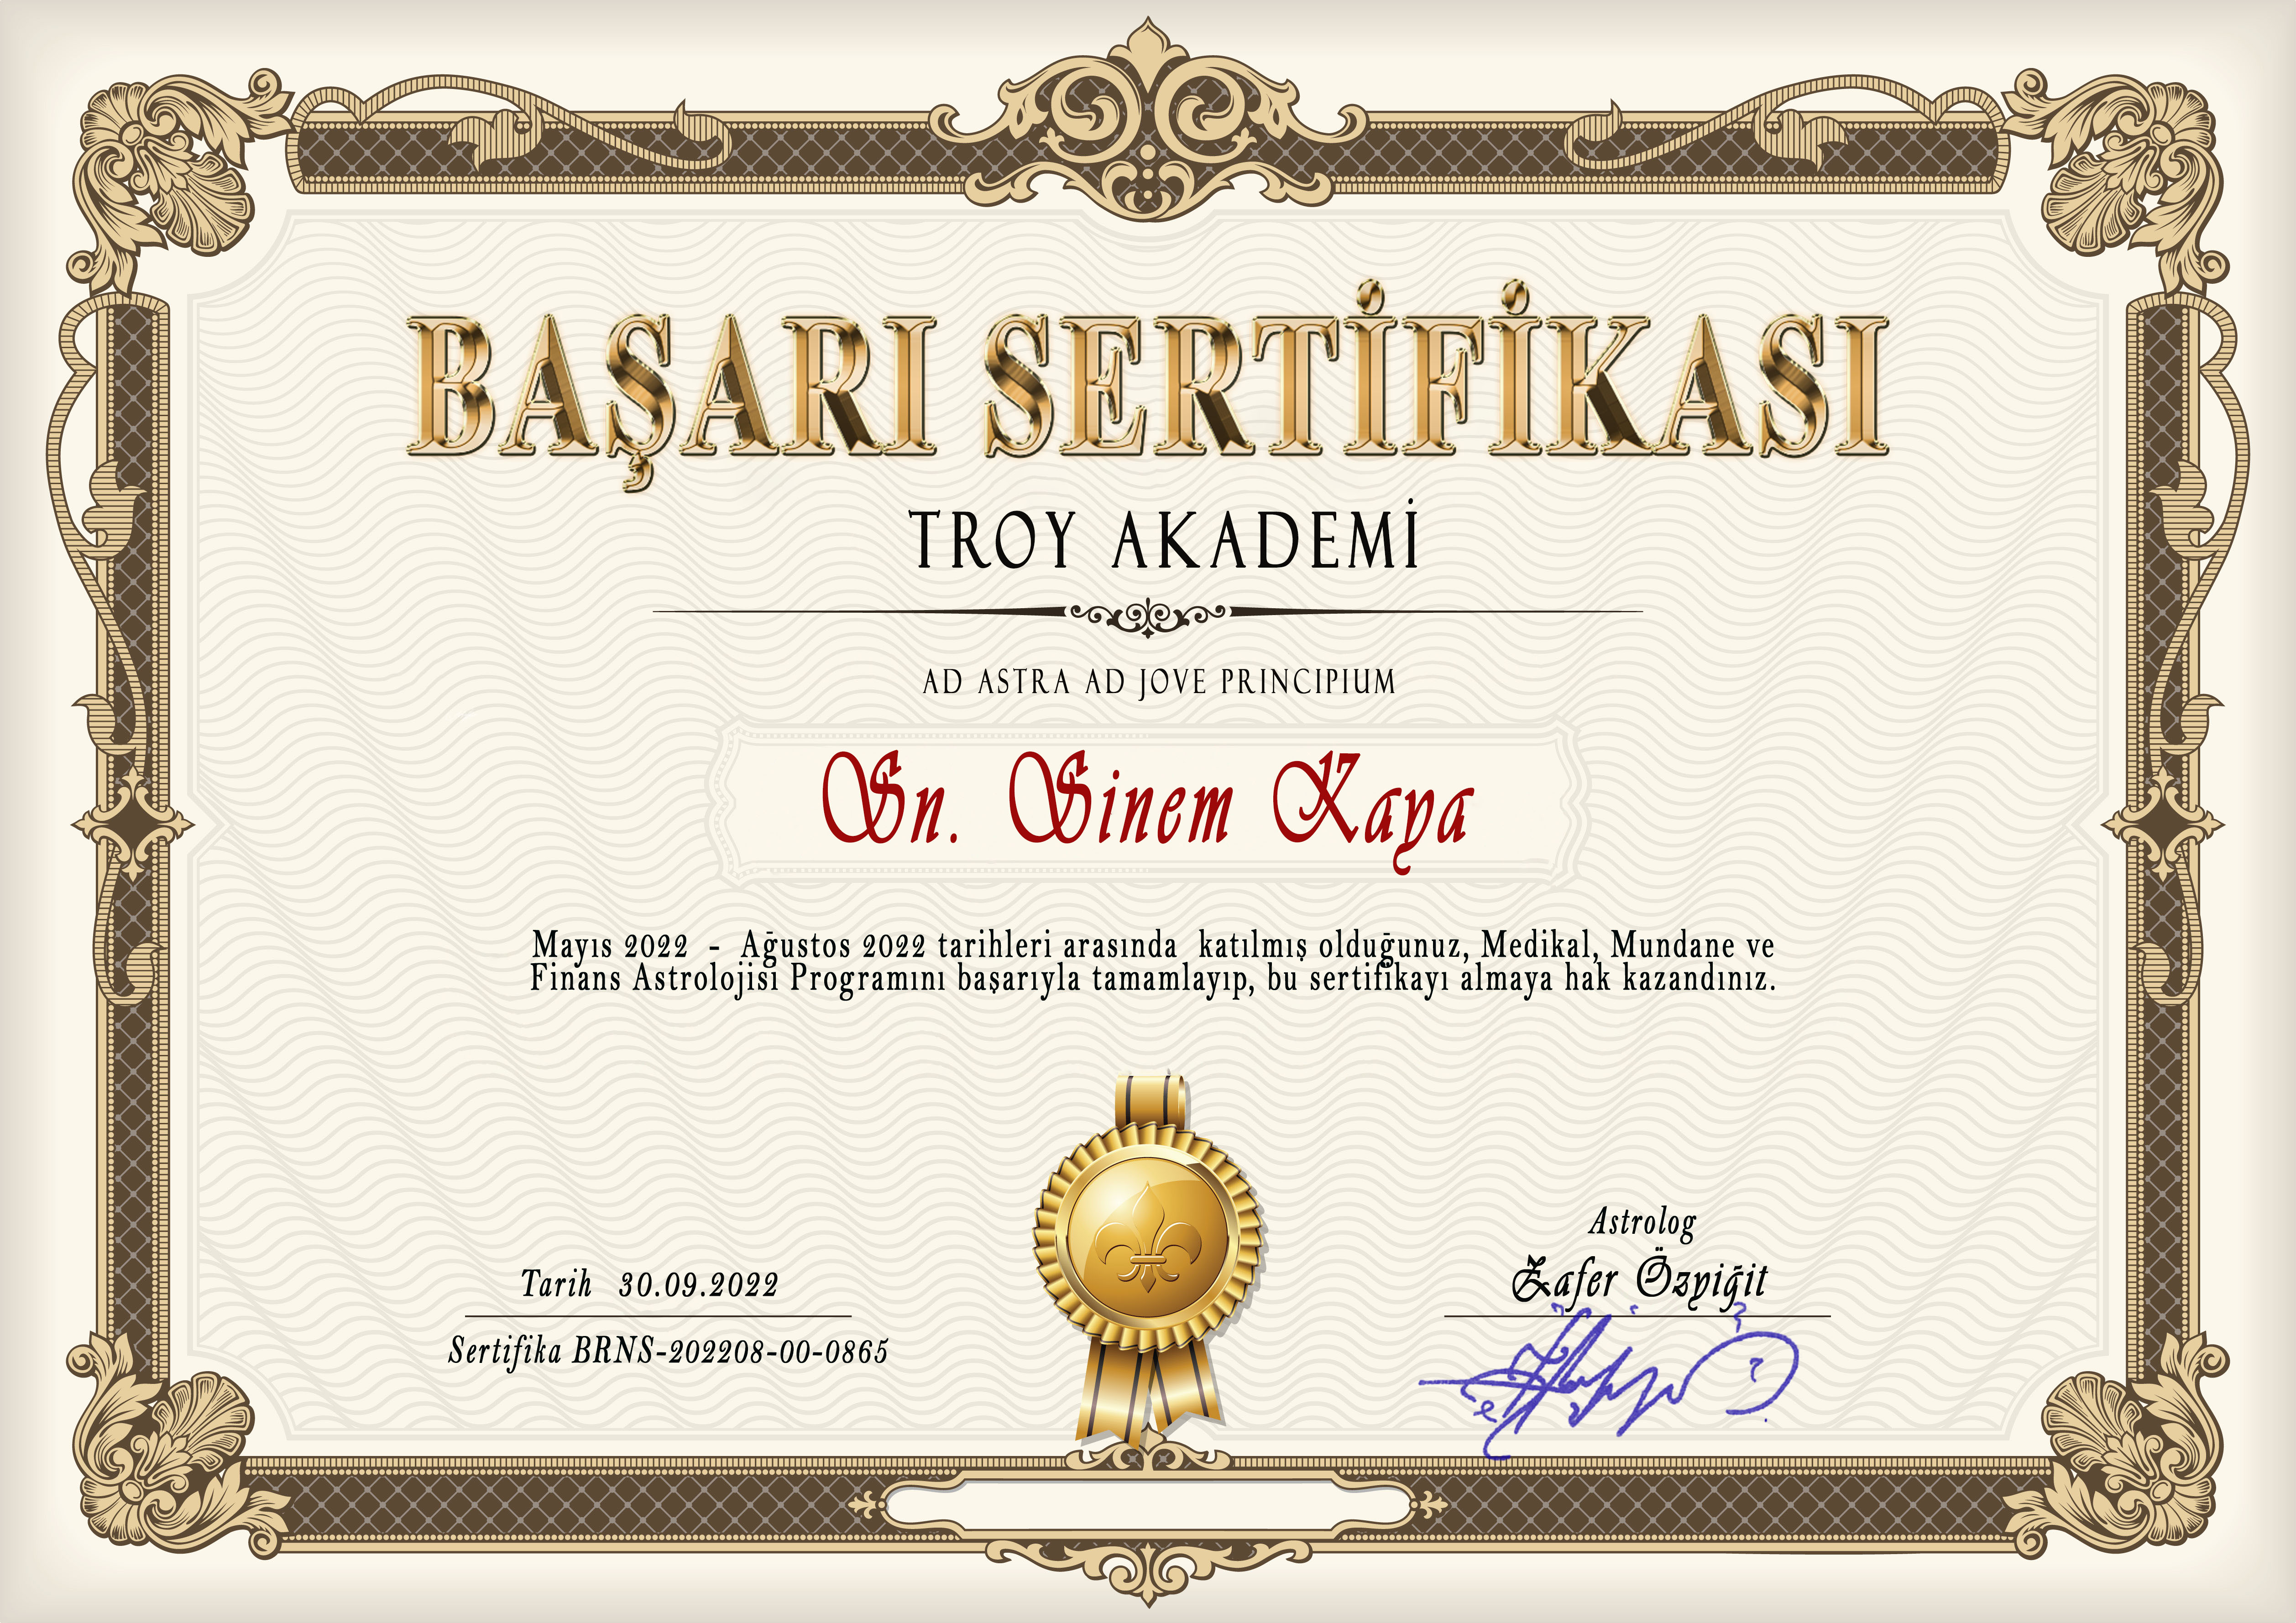 BAŞARI SERTİFİKASI
TROY AKADEMİ
AD ASTRA AD JOVE PRINCIPIUM
Sn. Sinem Kaya
Mayıs 2022 - Ağustos 2022 tarihleri arasında katılmış olduğunuz, Medikal, Mundane ve
Finans Astrolojisi Programını başarıyla tamamlayıp, bu sertifikayı almaya hak kazandınız.
Astrolog
Zafer Özyiğit
Tarih 30.09.2022
Sertifika BRNS-202208-00-0865